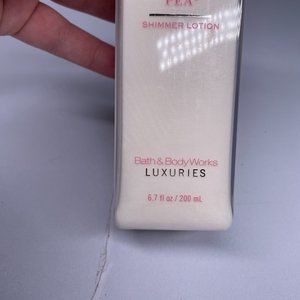 PEA
SHIMMER LOTION
Bath & Body Works
LUXURIES
6.7 fl oz / 200 mL